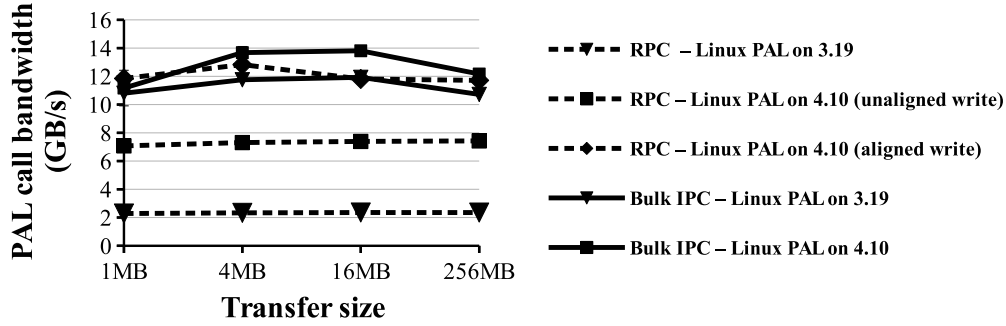 PAL call bandwidth
(GB/s)
16
14
12
10
8
6
4
2
0
1MB 4MB 16MB 256MB
Transfer size
RPC – Linux PAL on 3.19
RPC – Linux PAL on 4.10 (unaligned write)
RPC – Linux PAL on 4.10 (aligned write)
Bulk IPC – Linux PAL on 3.19
Bulk IPC – Linux PAL on 4.10